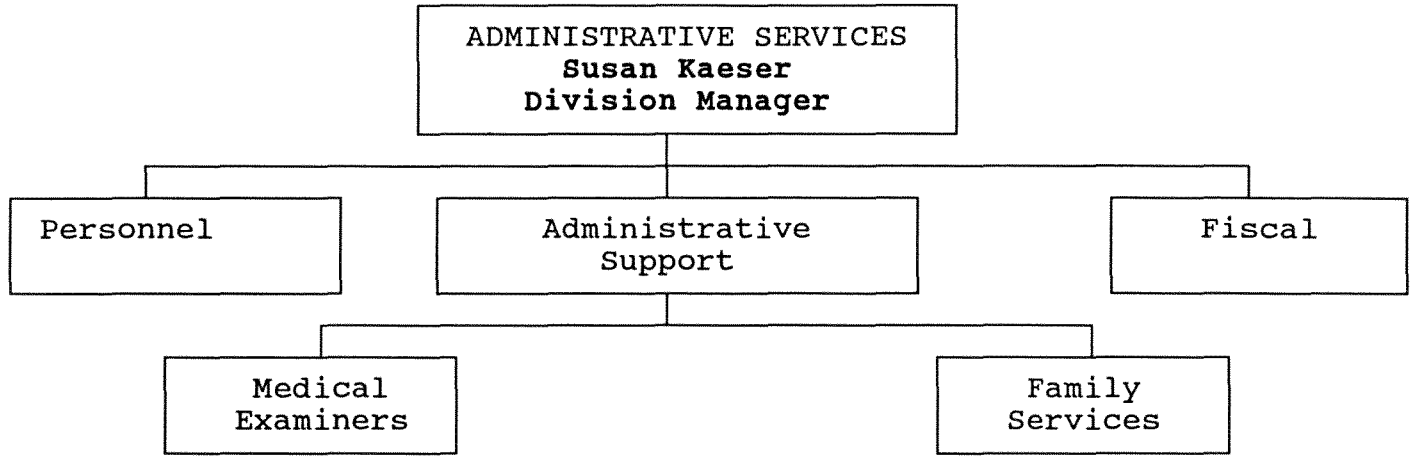 ADMINISTRATIVE SERVICES
Susan Kaeser
Division Manager
Personnel
Administrative
Support
Fiscal
Medical
Examiners
Family
Services